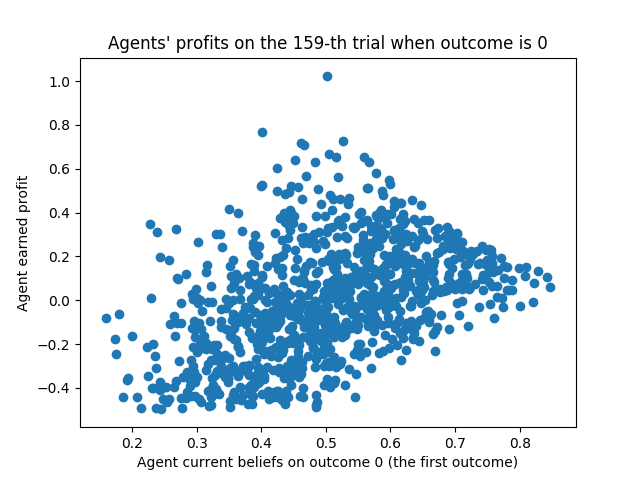 Agents' profits on the 159-th trial when outcome is 0
1.0
0.8
0.6
0.4
0.2
0.0
−0.2
−0.4
Agent earned profit
0.2 0.3 0.4 0.5 0.6 0.7 0.8
Agent current beliefs on outcome 0 (the first outcome)